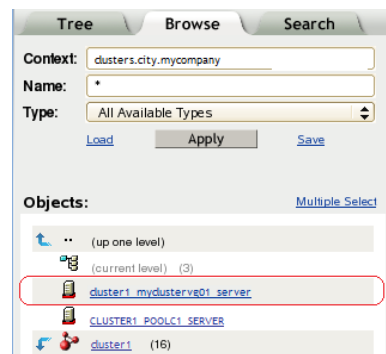 Tree Browse Search
Context: clusters.city.mycompany
Name: *
Type: All Available Types
Load Apply Save
Objects: Multiple Select
.. (up one level)
(current level) (3)
cluster1_myclustervg01_server
CLUSTER1_POOLC1_SERVER
cluster1 (16)